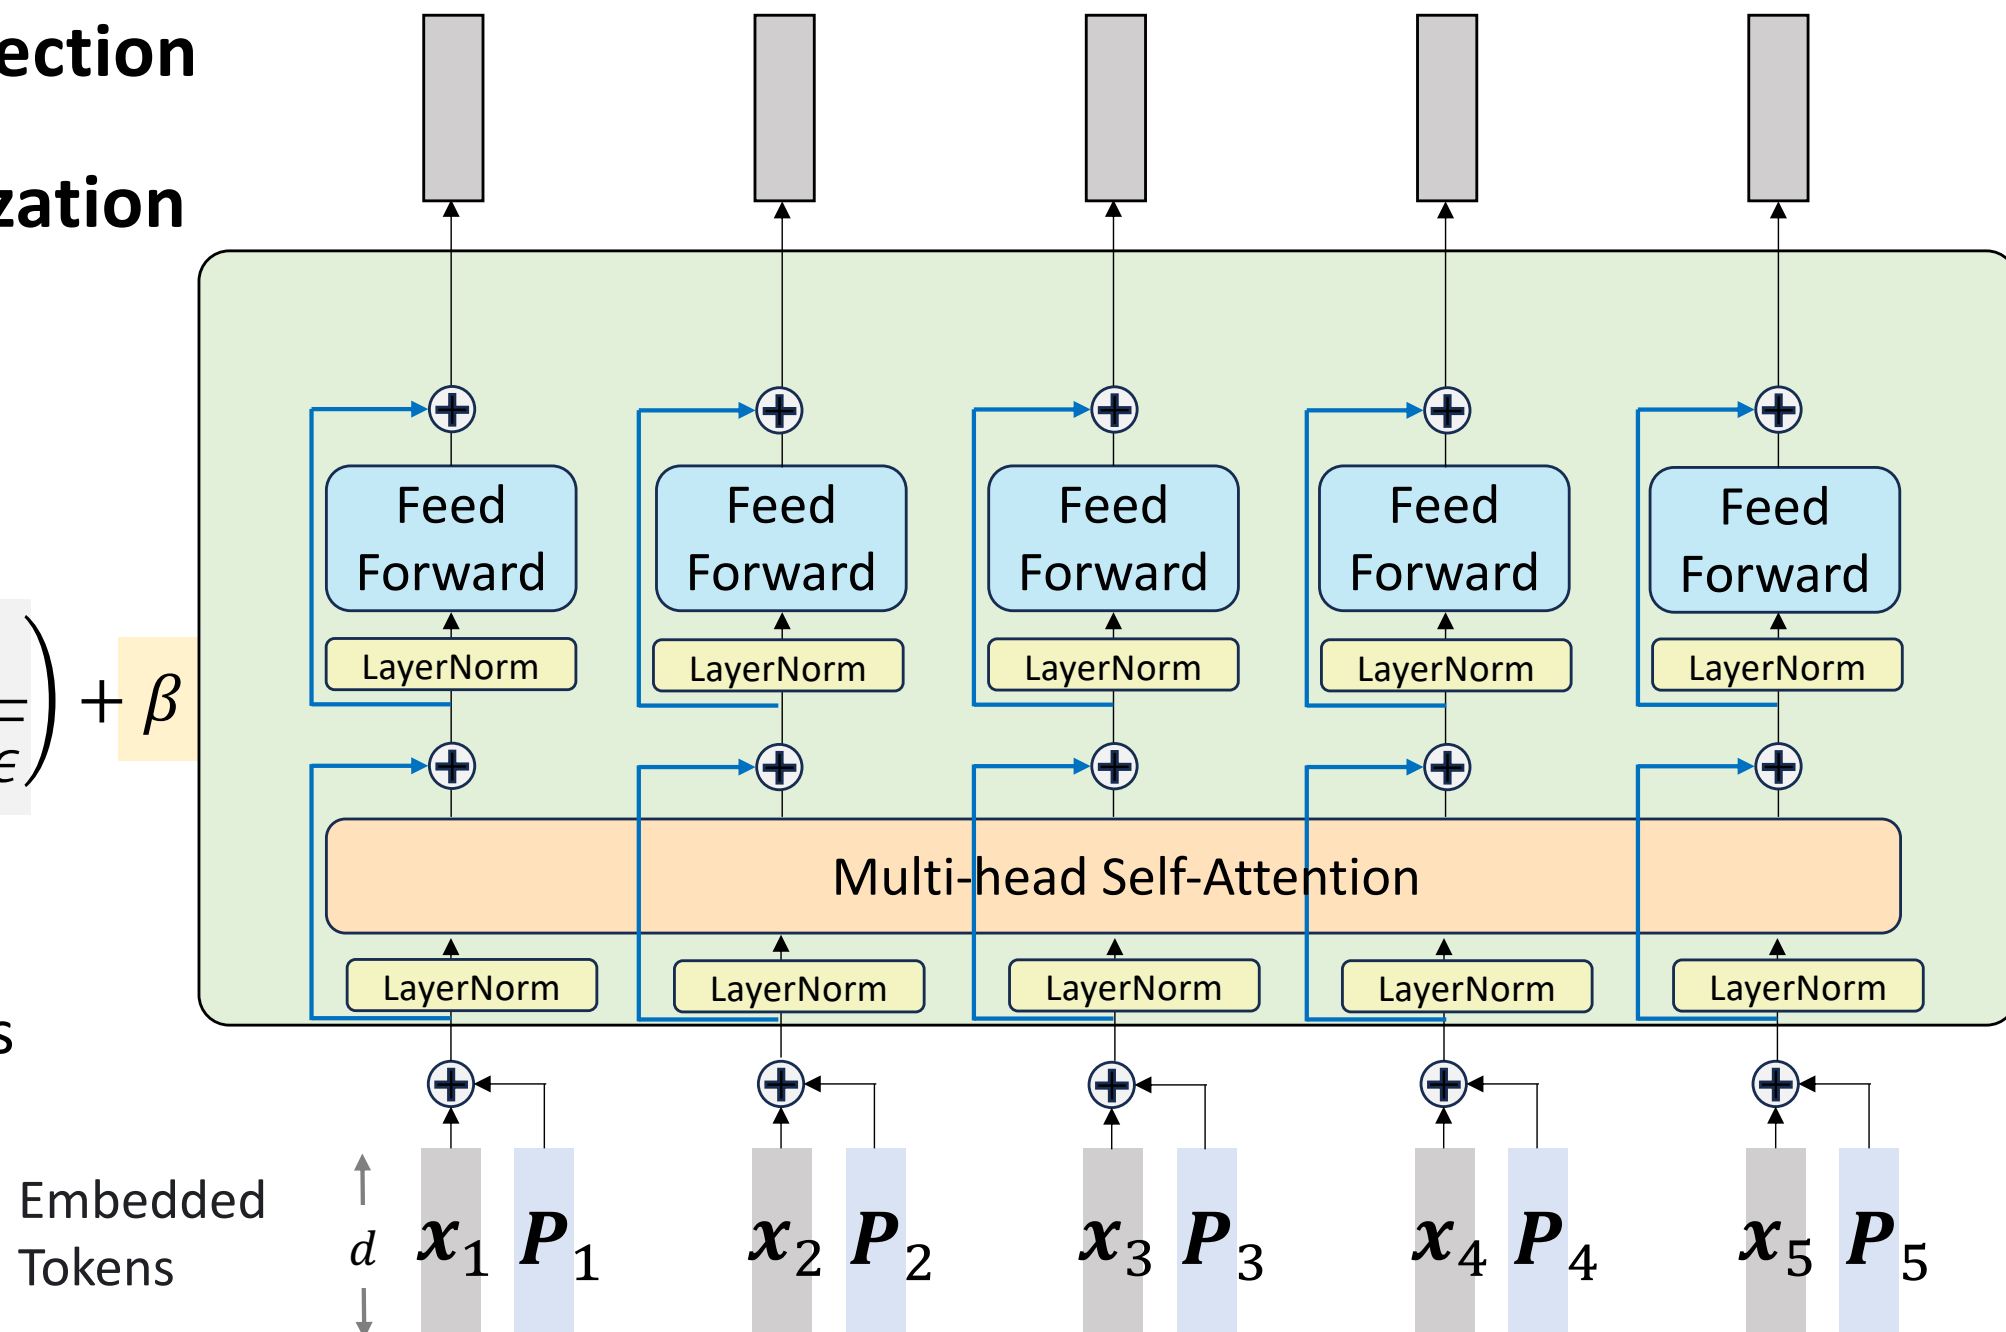 ection
zation
Feed Feed Feed Feed Feed
Forward Forward Forward Forward Forward
LayerNorm LayerNorm LayerNorm LayerNorm LayerNorm
ϵ) + β
Multi-head Self-Attention
LayerNorm LayerNorm LayerNorm LayerNorm LayerNorm
s
Embedded
Tokens
d x₁ P₁ x₂ P₂ x₃ P₃ x₄ P₄ x₅ P₅